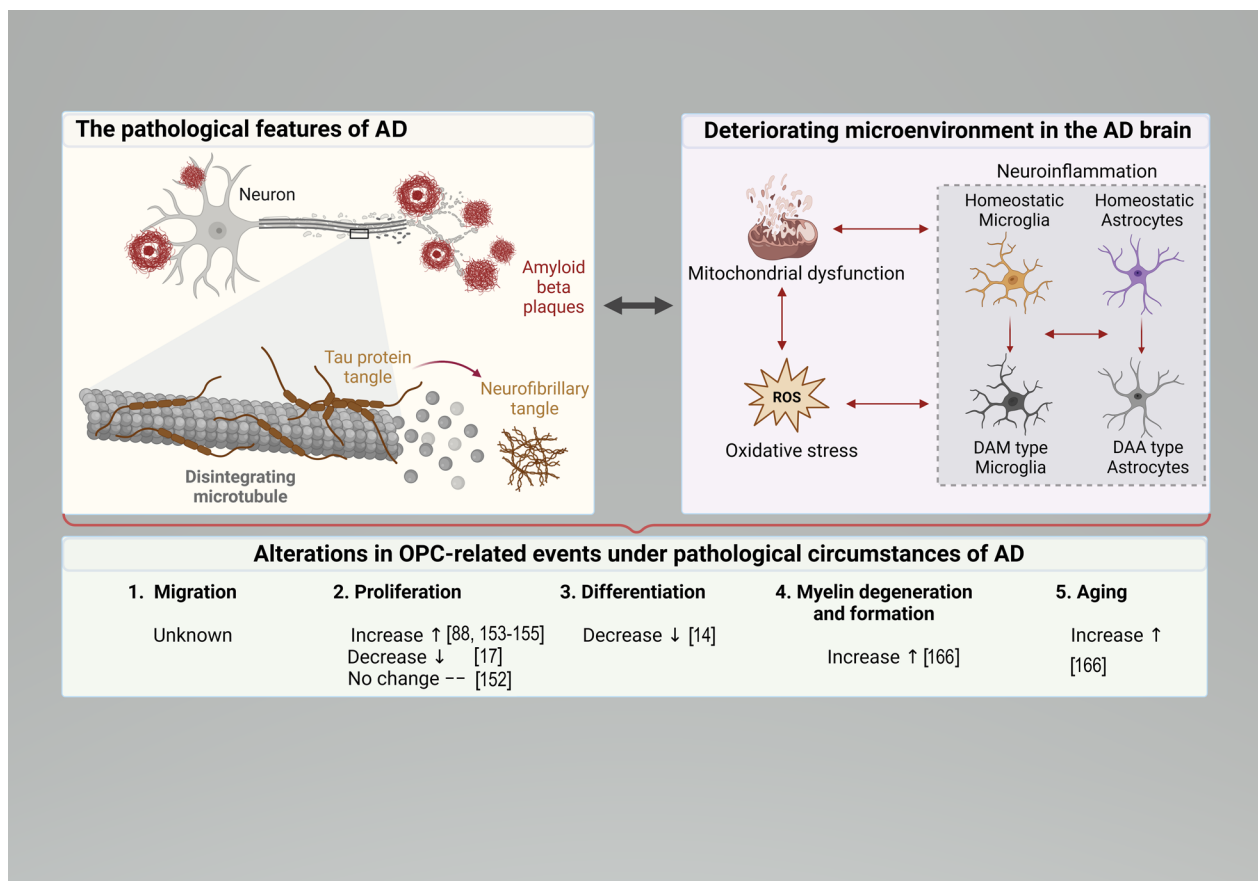 The pathological features of AD
Neuron
Amyloid
beta
plaques
Tau protein
tangle
Neurofibrillary
tangle
Disintegrating
microtubule
Deteriorating microenvironment in the AD brain
Neuroinflammation
Homeostatic
Microglia
Homeostatic
Astrocytes
Mitochondrial dysfunction
ROS
Oxidative stress
DAM type
Microglia
DAA type
Astrocytes
Alterations in OPC-related events under pathological circumstances of AD
1. Migration
Unknown
2. Proliferation
Increase ↑ [88, 153-155]
Decrease ↓ [17]
No change -- [152]
3. Differentiation
Decrease ↓ [14]
4. Myelin degeneration
and formation
Increase ↑ [166]
5. Aging
Increase ↑
[166]